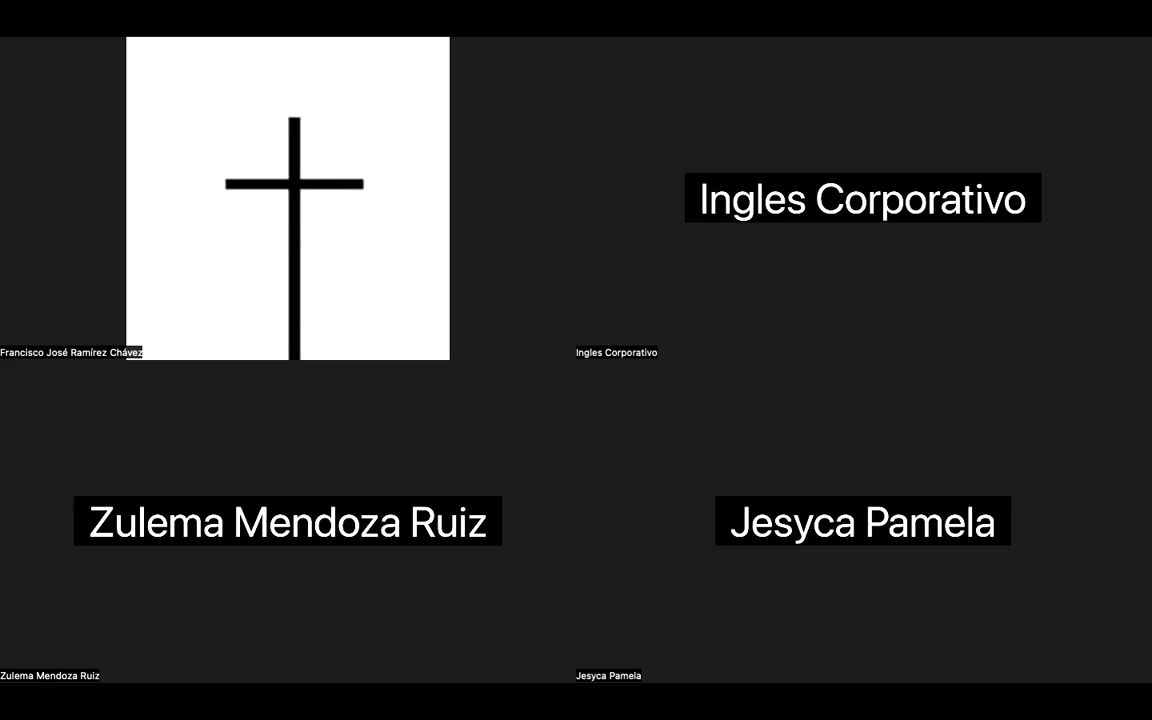 Ingles Corporativo
Francisco José Ramírez Chávez
Ingles Corporativo
Zulema Mendoza Ruiz
Jesyca Pamela
Zulema Mendoza Ruiz
Jesyca Pamela